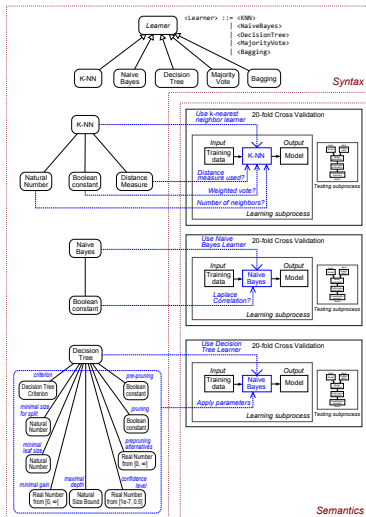 Learner
<Learner> ::= <KNN>
| <NaiveBayes>
| <DecisionTree>
| <MajorityVote>
| <Bagging>
K-NN
Naive
Bayes
Decision
Tree
Majority
Vote
Bagging
Syntax
K-NN
Use k-nearest
neighbor learner
20-fold Cross Validation
Input
Output
Training
data
K-NN
Model
Natural
Number
Boolean
constant
Distance
Measure
Distance
measure used?
Weighted vote?
Number of neighbors?
Learning subprocess
Testing subprocess
Naive
Bayes
Use Naive
Bayes Learner
20-fold Cross Validation
Input
Output
Training
data
Naive
Bayes
Model
Laplace
Correlation?
Learning subprocess
Testing subprocess
Boolean
constant
Decision
Tree
Use Decision
Tree Learner
20-fold Cross Validation
Input
Output
Training
data
Naive
Bayes
Model
Apply parameters
Learning subprocess
Testing subprocess
criterion
Decision Tree
Criterion
pre-pruning
Boolean
constant
minimal size
for split
Natural
Number
pruning
Boolean
constant
minimal
leaf size
Natural
Number
prepruning
alternatives
Real Number
from [0, ∞]
minimal gain
Real Number
from [0, ∞]
maximal
depth
Natural
Size Bound
confidence
level
Real Number
from [1e-7, 0.5]
Semantics